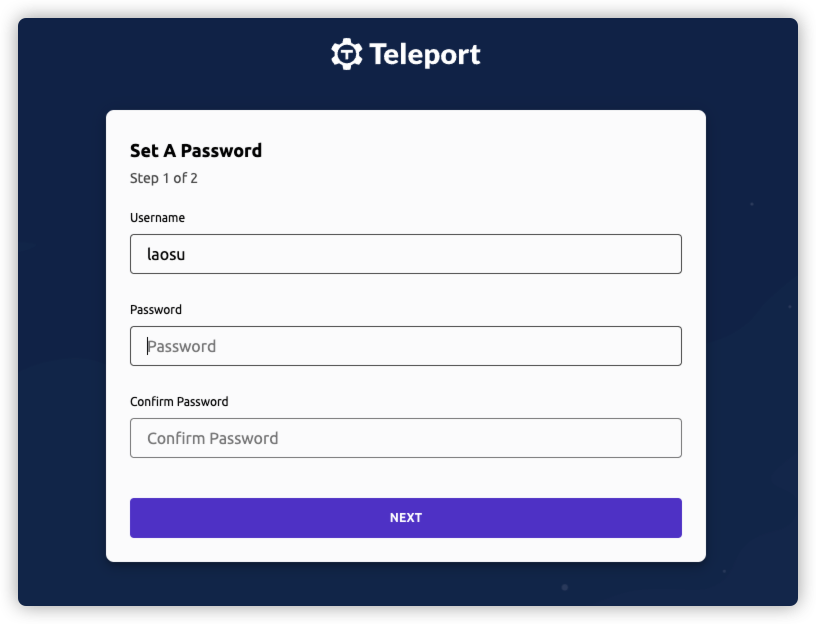 Teleport
Set A Password
Step 1 of 2
Username
laosu
Password
Password
Confirm Password
Confirm Password
NEXT